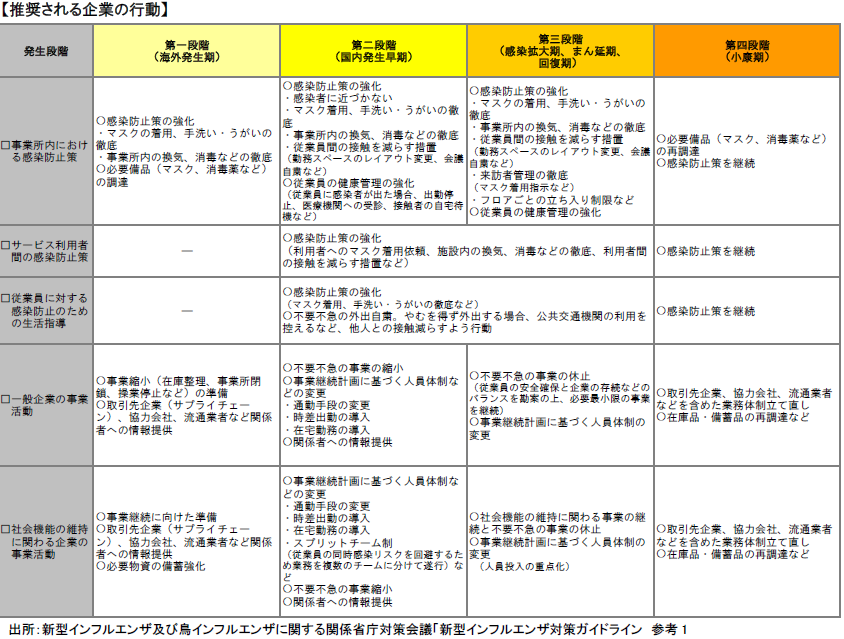 【推奨される企業の行動】
発生段階
第一段階
（海外発生期）
第二段階
（国内発生早期）
第三段階
（感染拡大期、まん延期、
回復期）
第四段階
（小康期）
□事業所内におけ
る感染防止策
○感染防止策の強化
・マスクの着用、手洗い・うがいの
徹底
・事業所内の換気、消毒などの徹底
○必要備品（マスク、消毒薬など）
の調達
○感染防止策の強化
・感染者に近づかない
・マスク着用、手洗い・うがいの徹
底
・事業所内の換気、消毒などの徹底
・従業員間の接触を減らす措置
（勤務スペースのレイアウト変更、会議
自粛など）
○従業員の健康管理の強化
（従業員に感染者が出た場合、出勤停
止、医療機関への受診、接触者の自宅待
機など）
○感染防止策の強化
・マスクの着用、手洗い・うがいの
徹底
・事業所内の換気、消毒などの徹底
・従業員間の接触を減らす措置
（勤務スペースのレイアウト変更、会議
自粛など）
・来訪者管理の徹底
（マスク着用指示など）
・フロアごとの立ち入り制限など
○従業員の健康管理の強化
○必要備品（マスク、消毒薬など）
の再調達
○感染防止策を継続
□サービス利用者
間の感染防止策
―
○感染防止策の強化
（利用者へのマスク着用依頼、施設内の換気、消毒などの徹底、利用者間
の接触を減らす措置など）
○感染防止策を継続
□従業員に対する
感染防止のための
生活指導
―
○感染防止策の強化
（マスク着用、手洗い・うがいの徹底など）
○不要不急の外出自粛。やむを得ず外出する場合、公共交通機関の利用を
控えるなど、他人との接触減らすよう行動
○感染防止策を継続
□一般企業の事業
活動
○事業縮小（在庫整理、事業所閉
鎖、操業停止など）の準備
○取引先企業（サプライチェー
ン）、協力会社、流通業者など関係
者への情報提供
○不要不急の事業の縮小
○事業継続計画に基づく人員体制な
どの変更
・通勤手段の変更
・時差出勤の導入
・在宅勤務の導入
○関係者への情報提供
○不要不急の事業の休止
（従業員の安全確保と企業の存続などの
バランスを勘案の上、必要最小限の事業
を継続）
○事業継続計画に基づく人員体制の
変更
○取引先企業、協力会社、流通業者
などを含めた業務体制立て直し
○在庫品・備蓄品の再調達など
□社会機能の維持
に関わる企業の
事業活動
○事業継続に向けた準備
○取引先企業（サプライチェー
ン）、協力会社、流通業者など関係
者への情報提供
○必要物資の備蓄強化
○事業継続計画に基づく人員体制な
どの変更
・通勤手段の変更
・時差出勤の導入
・在宅勤務の導入
・スプリットチーム制
（従業員の同時感染リスクを回避するた
め業務を複数のチームに分けて遂行）な
ど
○不要不急の事業縮小
○関係者への情報提供
○社会機能の維持に関わる事業の継
続と不要不急の事業の休止
○事業継続計画に基づく人員体制の
変更
（人員投入の重点化）
○取引先企業、協力会社、流通業者
などを含めた業務体制立て直し
○在庫品・備蓄品の再調達など
出所：新型インフルエンザ及び鳥インフルエンザに関する関係省庁対策会議「新型インフルエンザ対策ガイドライン　参考１